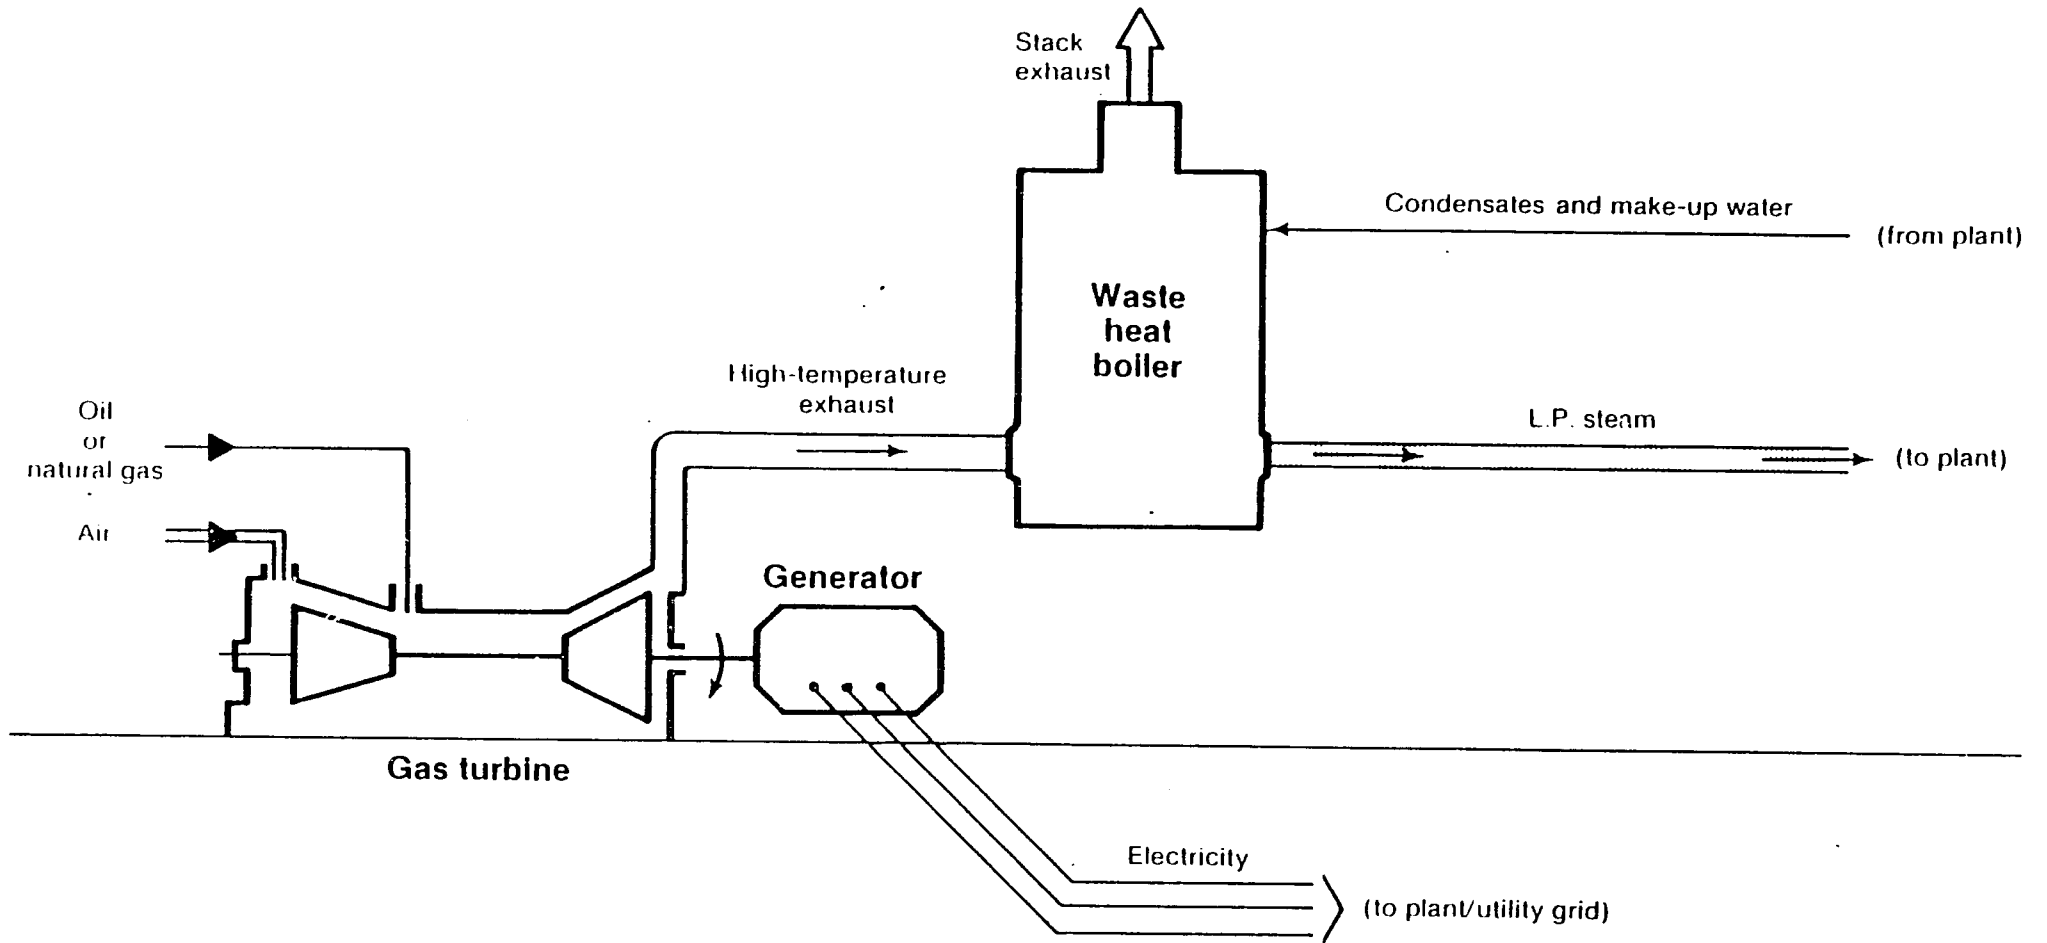 Stack
exhaust
Condensates and make-up water
(from plant)
Waste
heat
boiler
High-temperature
exhaust
Oil
or
natural gas
L.P. steam
(to plant)
Air
Generator
Gas turbine
Electricity
(to plant/utility grid)